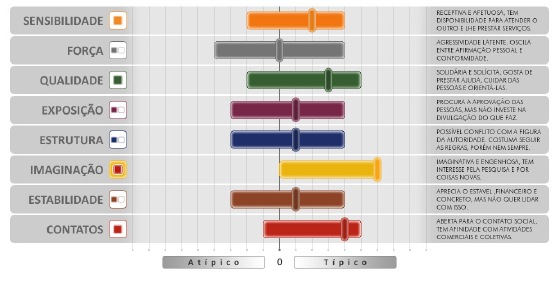 SENSIBILIDADE
RECEPTIVA E AFETUOSA, TEM
DISPONIBILIDADE PARA ATENDER O
OUTRO E LHE PRESTAR SERVIÇOS.
FORÇA
AGRESSIVIDADE LATENTE, OSCILA
ENTRE AFIRMAÇÃO PESSOAL E
CONFORMIDADE.
QUALIDADE
SOLIDÁRIA E SOLÍCITA, GOSTA DE
PRESTAR AJUDA, CUIDAR DAS
PESSOAS E ORIENTÁ-LAS.
EXPOSIÇÃO
PROCURA A APROVAÇÃO DAS
PESSOAS, MAS NÃO INVESTE NA
DIVULGAÇÃO DO QUE FAZ.
ESTRUTURA
POSSÍVEL CONFLITO COM A FIGURA
DA AUTORIDADE. COSTUMA SEGUIR
AS REGRAS, PORÉM NEM SEMPRE.
IMAGINAÇÃO
IMAGINATIVA E ENGENHOSA, TEM
INTERESSE PELA PESQUISA E POR
COISAS NOVAS.
ESTABILIDADE
APRECIA O ESTÁVEL ,FINANCEIRO E
CONCRETO, MAS NÃO QUER LIDAR
COM ISSO.
CONTATOS
ABERTA PARA O CONTATO SOCIAL,
TEM AFINIDADE COM ATIVIDADES
COMERCIAIS E COLETIVAS.
Atípico 0 Típico